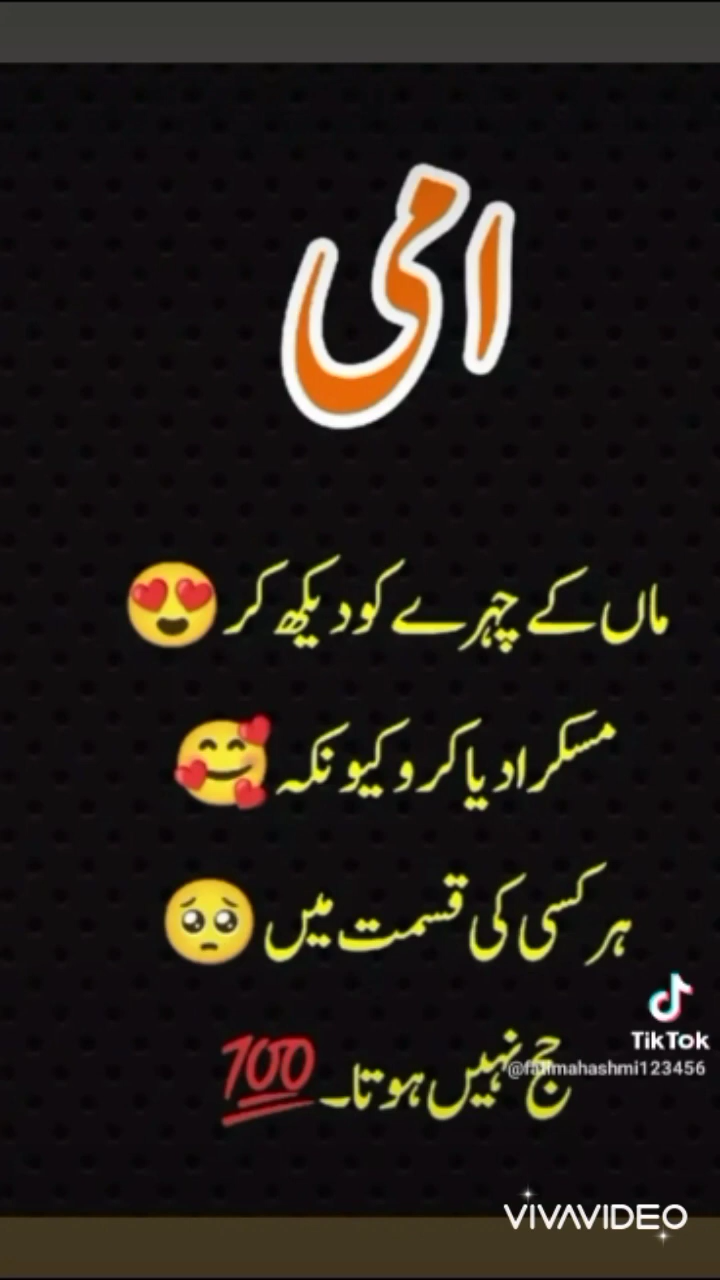 امی
ماں کے چہرے کو دیکھ کر 😍
مسکرا دیا کرو کیونکہ 🥰
ہر کسی کی قسمت میں 🥺
حج نہیں ہوتا۔ 💯
TikTok
@fatimahashmi123456
VIVAVIDEO